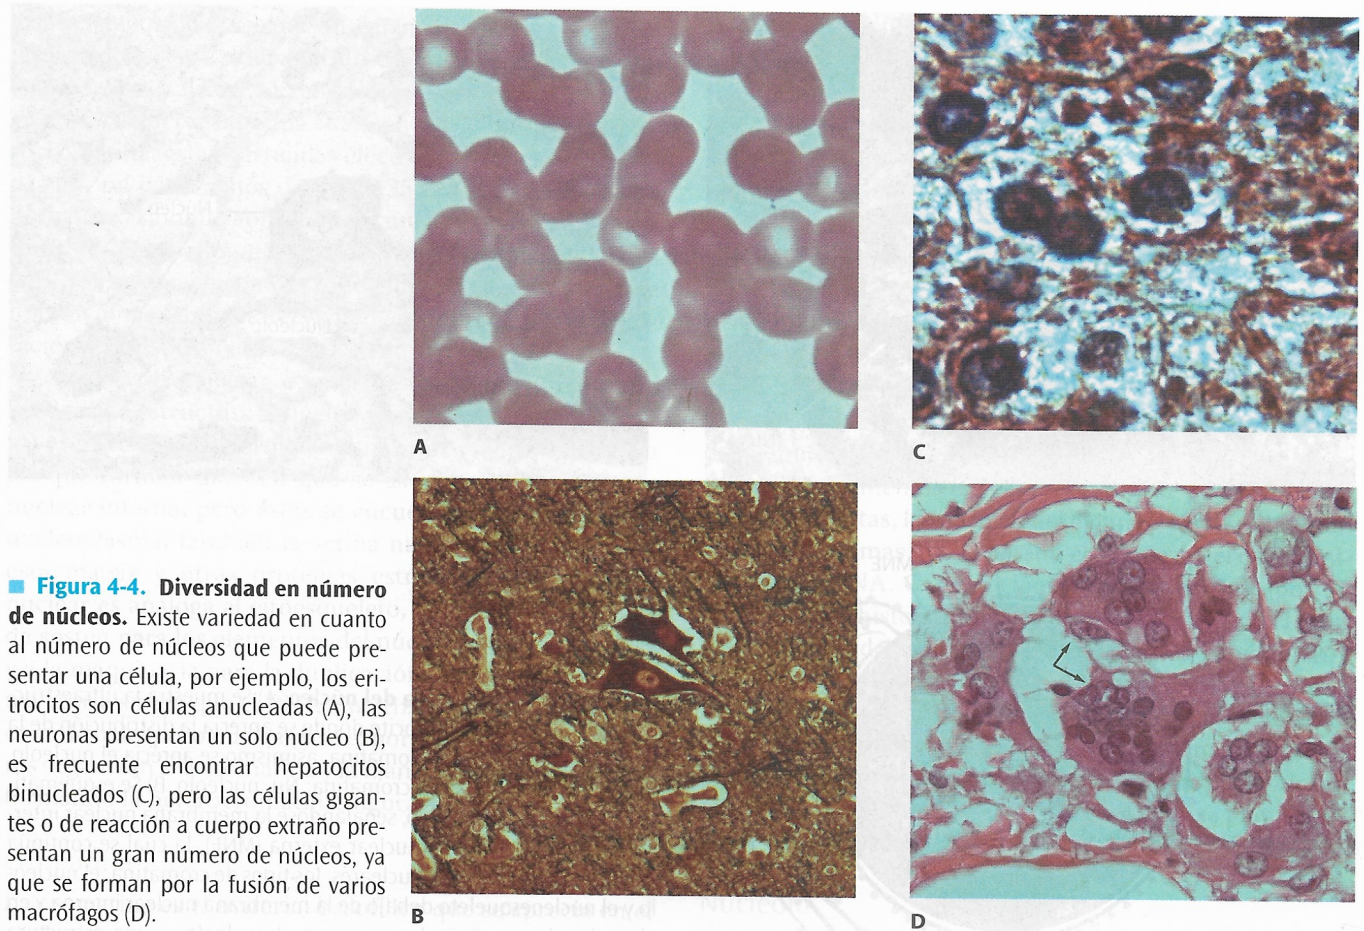 A
C
B
D
Figura 4-4. Diversidad en número
de núcleos. Existe variedad en cuanto
al número de núcleos que puede pre-
sentar una célula, por ejemplo, los eri-
trocitos son células anucleadas (A), las
neuronas presentan un solo núcleo (B),
es frecuente encontrar hepatocitos
binucleados (C), pero las células gigan-
tes o de reacción a cuerpo extraño pre-
sentan un gran número de núcleos, ya
que se forman por la fusión de varios
macrófagos (D).